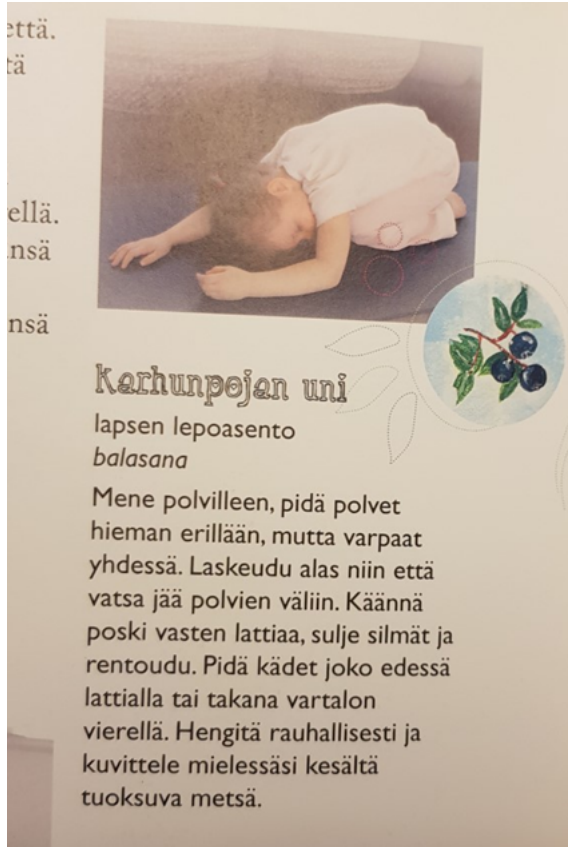 että.
tä
ellä.
nsä
nsä
Karhunpojan uni
lapsen lepoasento
balasana
Mene polvilleen, pidä polvet
hieman erillään, mutta varpaat
yhdessä. Laskeudu alas niin että
vatsa jää polvien väliin. Käännä
poski vasten lattiaa, sulje silmät ja
rentoudu. Pidä kädet joko edessä
lattialla tai takana vartalon
vierellä. Hengitä rauhallisesti ja
kuvittele mielessäsi kesältä
tuoksuva metsä.